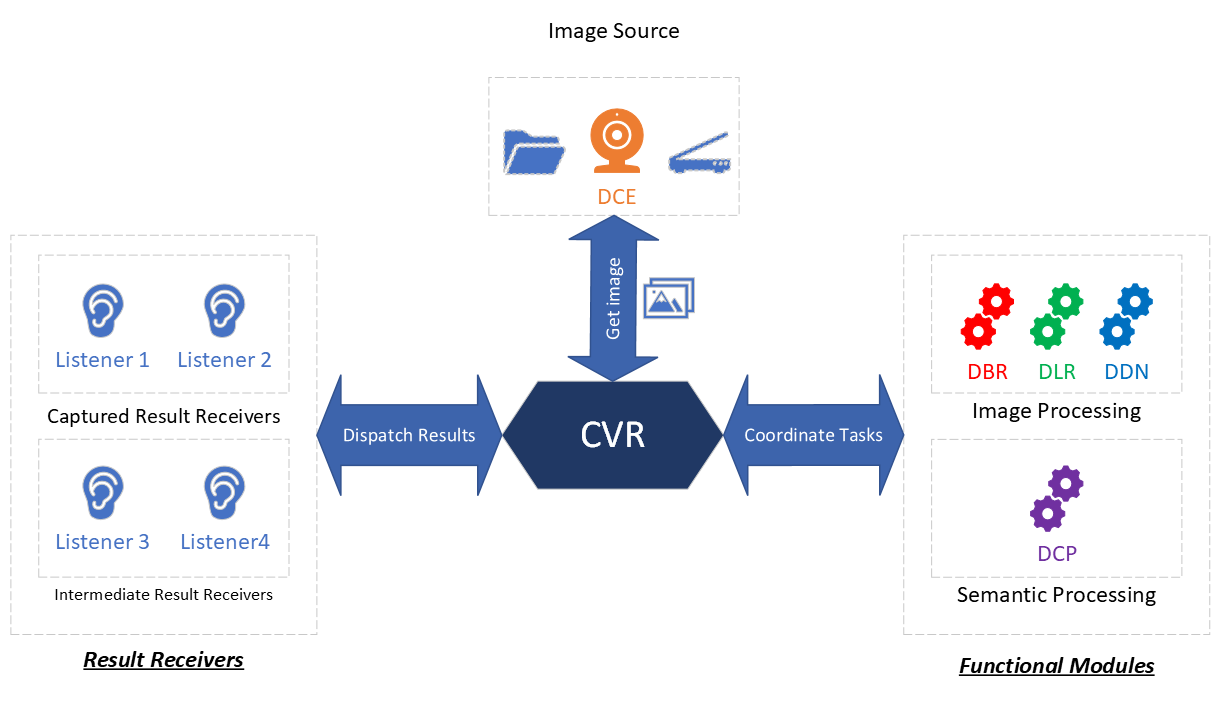 Image Source
DCE
Get image
Listener 1 Listener 2
Captured Result Receivers
Listener 3 Listener4
Intermediate Result Receivers
Result Receivers
Dispatch Results
CVR
Coordinate Tasks
DBR DLR DDN
Image Processing
DCP
Semantic Processing
Functional Modules